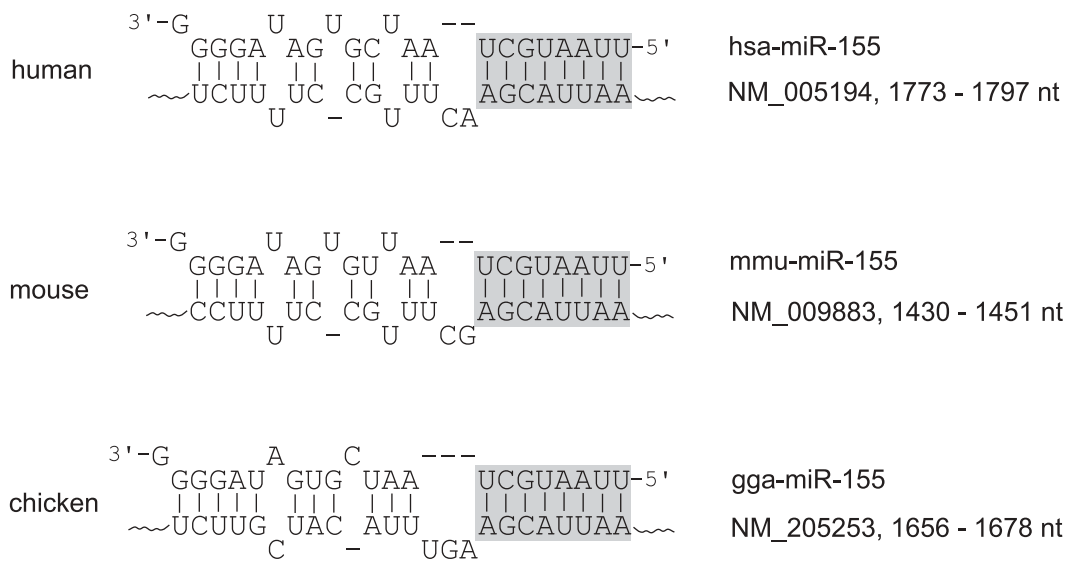 3'-G U U U --
GGGA AG GC AA UCGUAAUU-5' hsa-miR-155
human
UCUU UC CG UU AGCAUUAA NM_005194, 1773 - 1797 nt
U - U CA
3'-G U U U --
GGGA AG GU AA UCGUAAUU-5' mmu-miR-155
mouse
CCUU UC CG UU AGCAUUAA NM_009883, 1430 - 1451 nt
U - U CG
3'-G A C ---
GGGAU GUG UAA UCGUAAUU-5' gga-miR-155
chicken
UCUUG UAC AUU AGCAUUAA NM_205253, 1656 - 1678 nt
C - UGA